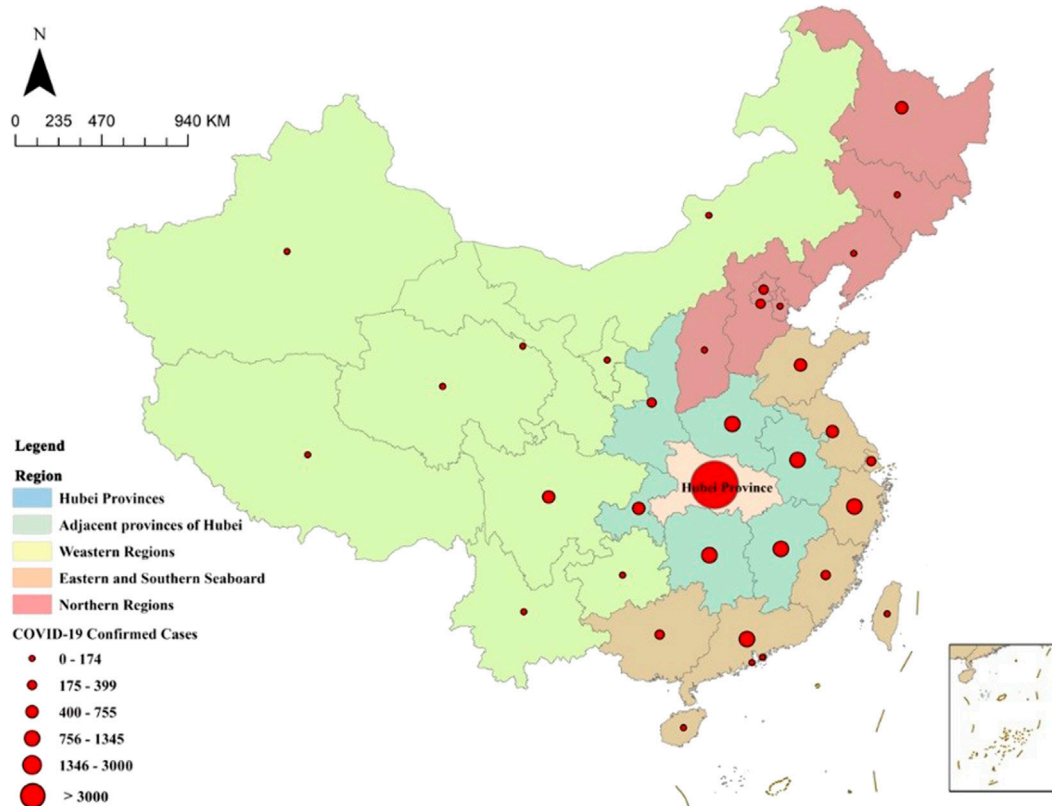 N
0 235 470 940 KM
Hubei Province
Legend
Region
Hubei Provinces
Adjacent provinces of Hubei
Weastern Regions
Eastern and Southern Seaboard
Northern Regions
COVID-19 Confirmed Cases
0 - 174
175 - 399
400 - 755
756 - 1345
1346 - 3000
> 3000